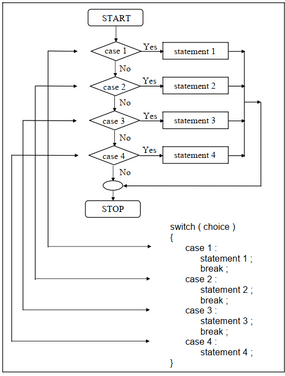 START
case 1 Yes statement 1
No
case 2 Yes statement 2
No
case 3 Yes statement 3
No
case 4 Yes statement 4
No
STOP
switch ( choice )
{
case 1 :
statement 1 ;
break ;
case 2 :
statement 2 ;
break ;
case 3 :
statement 3 ;
break ;
case 4 :
statement 4 ;
}